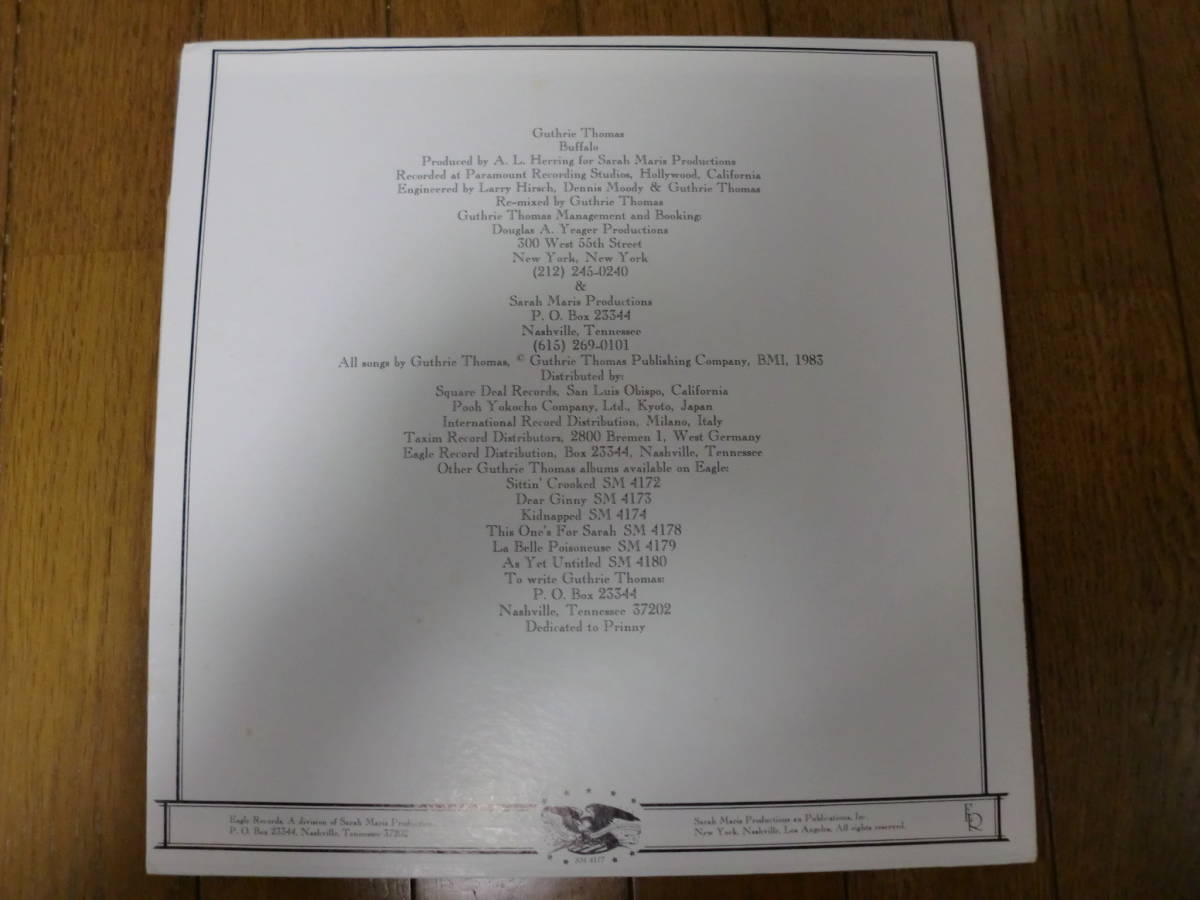 Guthrie Thomas
Buffalo
Produced by A. L. Herring for Sarah Maris Productions
Recorded at Paramount Recording Studios, Hollywood, California
Engineered by Larry Hirsch, Dennis Moody & Guthrie Thomas
Re-mixed by Guthrie Thomas
Guthrie Thomas Management and Booking:
Douglas A. Yeager Productions
300 West 55th Street
New York, New York
(212) 245-0240
&
Sarah Maris Productions
P. O. Box 23344
Nashville, Tennessee
(615) 269-0101
All songs by Guthrie Thomas, © Guthrie Thomas Publishing Company, BMI, 1983
Distributed by:
Square Deal Records, San Luis Obispo, California
Pooh Yokocho Company, Ltd., Kyoto, Japan
International Record Distribution, Milano, Italy
Taxim Record Distributors, 2800 Bremen 1, West Germany
Eagle Record Distribution, Box 23344, Nashville, Tennessee
Other Guthrie Thomas albums available on Eagle:
Sittin' Crooked SM 4172
Dear Ginny SM 4173
Kidnapped SM 4174
This One's For Sarah SM 4178
La Belle Poisoneuse SM 4179
As Yet Untitled SM 4180
To write Guthrie Thomas:
P. O. Box 23344
Nashville, Tennessee 37202
Dedicated to Prinny
Eagle Records, A division of Sarah Maris Production
P. O. Box 23344, Nashville, Tennessee 37202
SM 4177
Sarah Maris Productions an Publications, Inc.
New York, Nashville, Los Angeles. All rights reserved.
ER